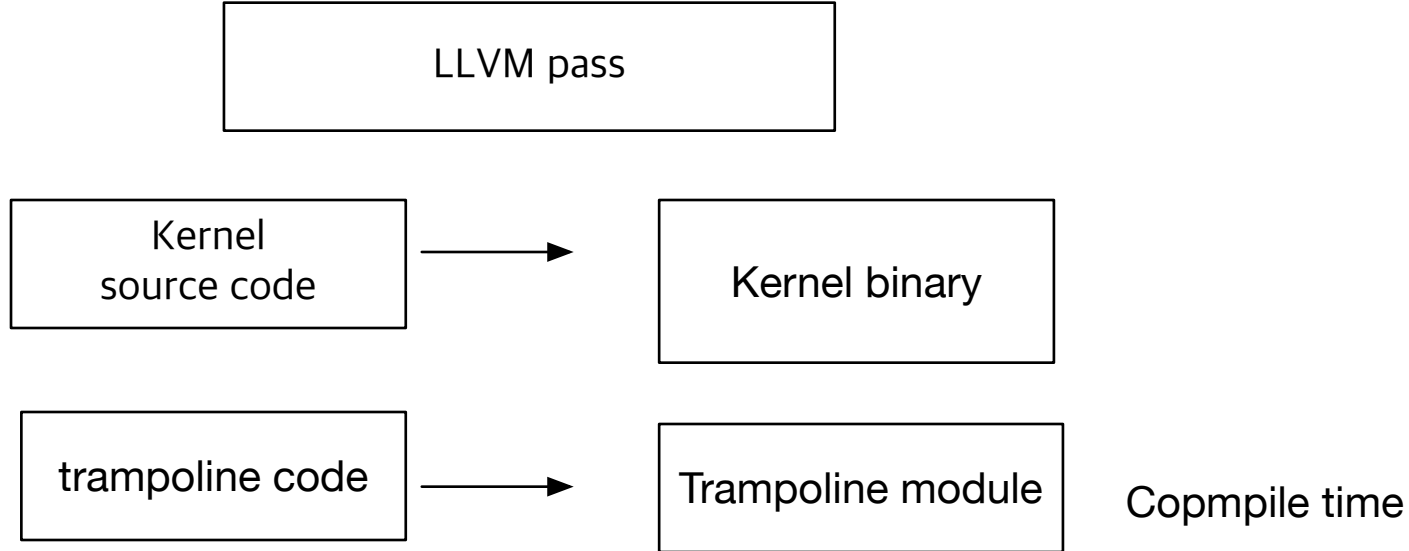 LLVM pass
Kernel
source code
Kernel binary
trampoline code
Trampoline module
Copmpile time